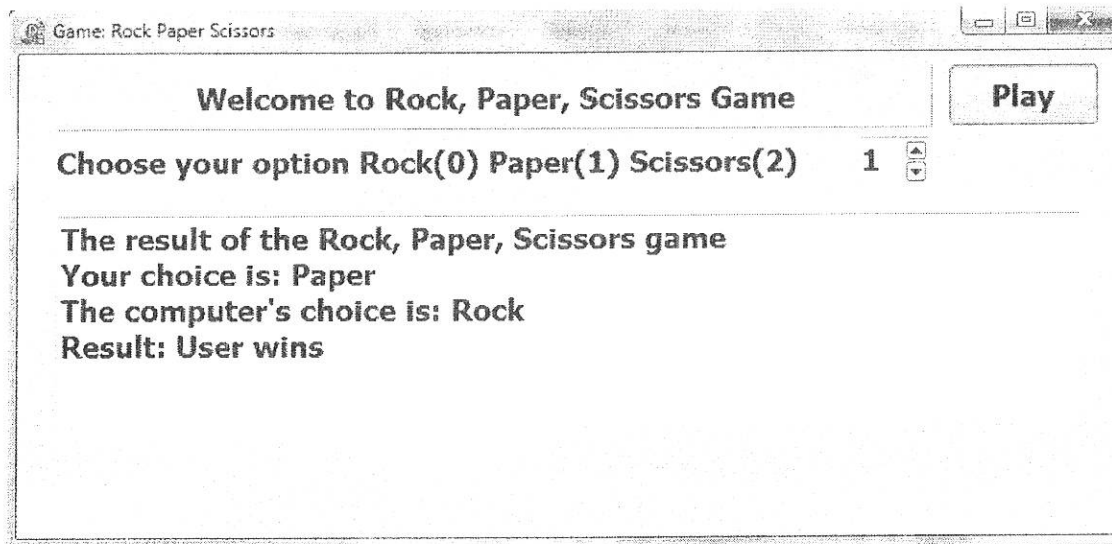 Game: Rock Paper Scissors
Welcome to Rock, Paper, Scissors Game
Play
Choose your option Rock(0) Paper(1) Scissors(2) 1
The result of the Rock, Paper, Scissors game
Your choice is: Paper
The computer's choice is: Rock
Result: User wins